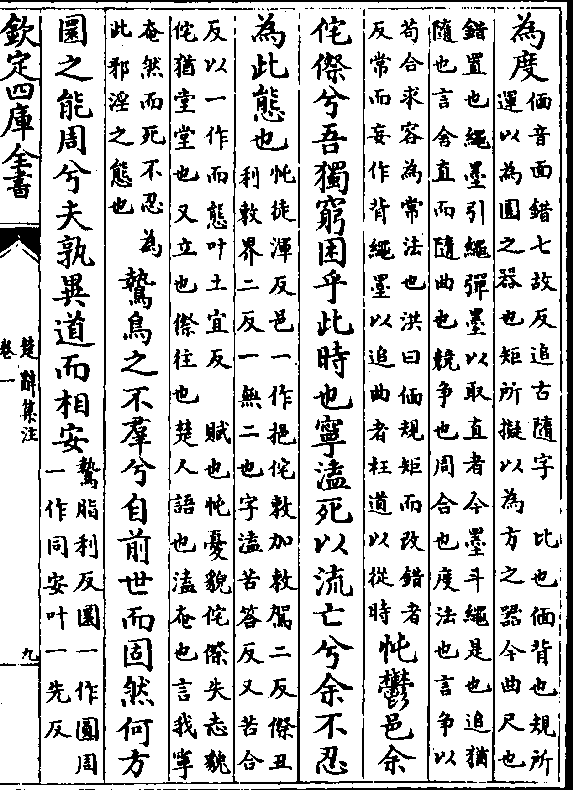 為度
偭音面錯七故反追古隨字　比也偭背也規所
運以為圓之器也矩所擬以為方之器今曲尺也
錯置也繩墨引繩彈墨以取直者今墨斗繩是也追猶
隨也言舍直而隨曲也競爭也周合也度法也言爭以
苟合求容為常法也洪曰偭規矩而改錯者
反常而妄作背繩墨以追曲者枉道以從時
忳鬱邑余
侘傺兮吾獨窮困乎此時也寧溘死以流亡兮余不忍
為此態也
忳徒渾反邑一作挹侘敕加敕駕二反傺丑
利敕界二反一無二也字溘苦答反又苦合
反以一作而態叶土宜反　賦也忳憂貌侘傺失志貌
侘猶堂堂也又立也傺往也楚人語也溘奄也言我寧
奄然而死不忍為
此邪淫之態也
鷙鳥之不羣兮自前世而固然何方
圜之能周兮夫孰異道而相安
鷙脂利反圜一作圓周
一作同安叶一先反
欽定四庫全書
楚辭集注
卷一
九